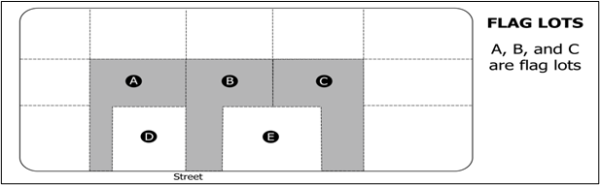 FLAG LOTS
A, B, and C
are flag lots
A B C
D E
Street